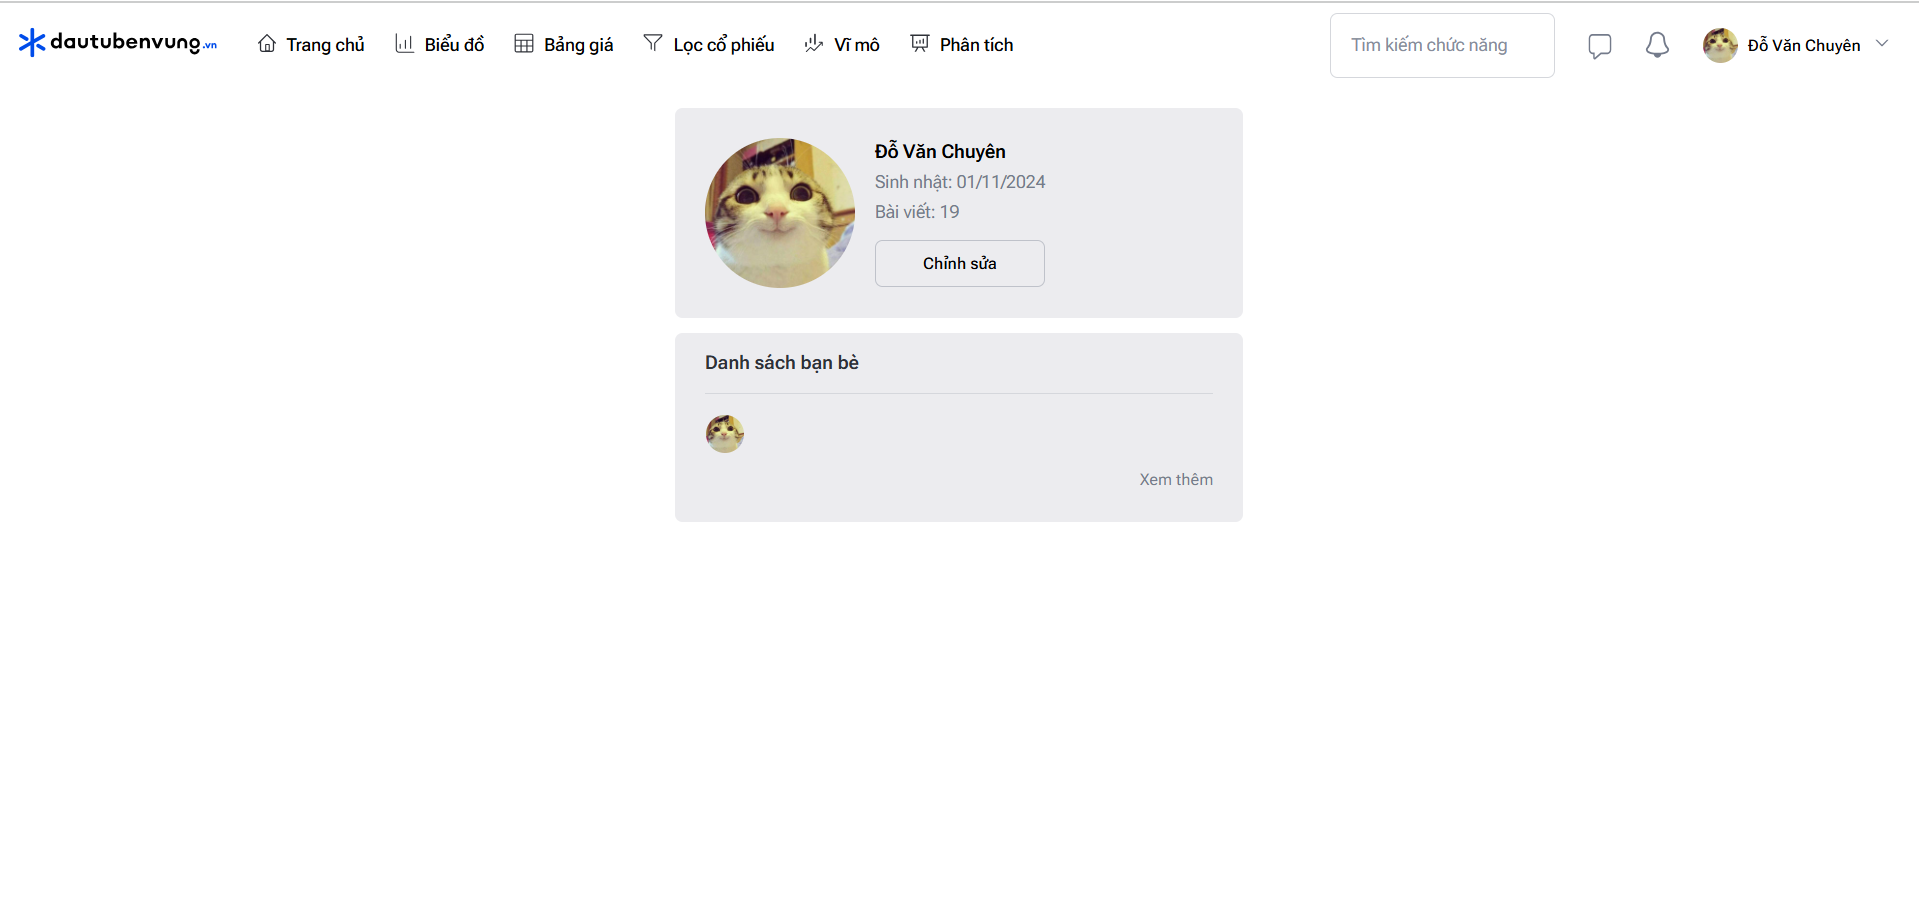 dautubenvung.vn
Trang chủ
Biểu đồ
Bảng giá
Lọc cổ phiếu
Vĩ mô
Phân tích
Tìm kiếm chức năng
Đỗ Văn Chuyên
Đỗ Văn Chuyên
Sinh nhật: 01/11/2024
Bài viết: 19
Chỉnh sửa
Danh sách bạn bè
Xem thêm